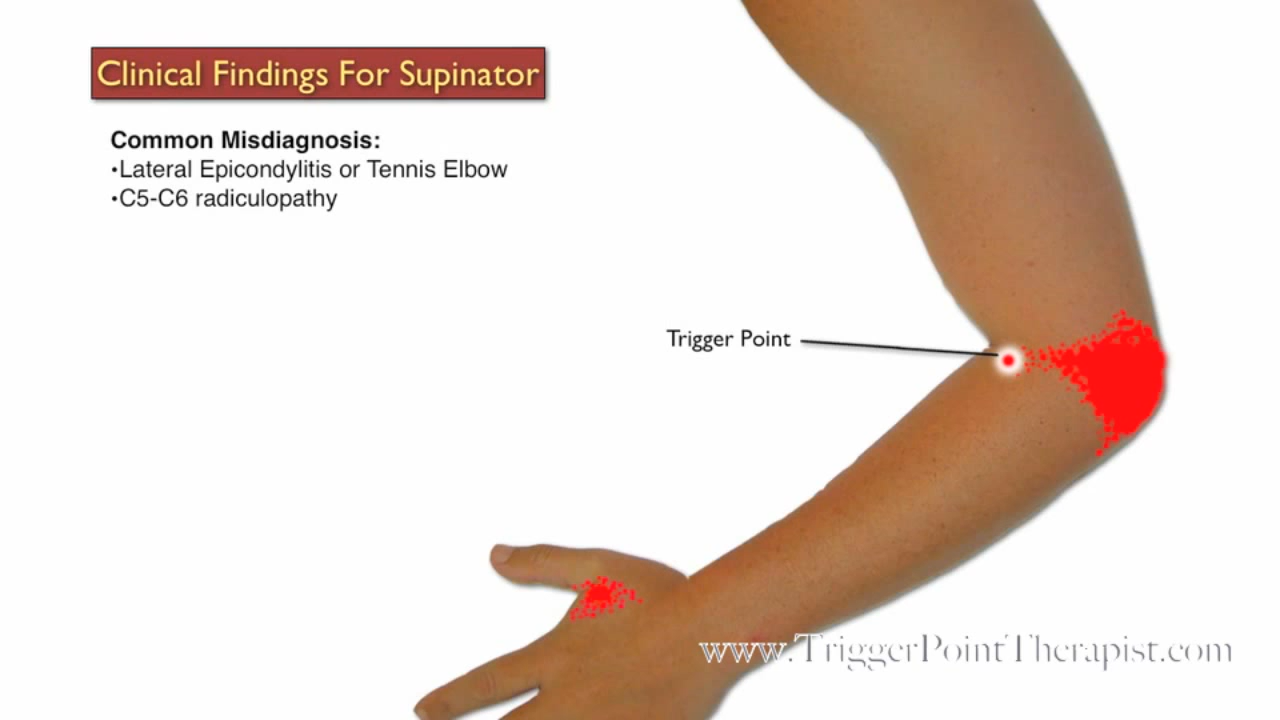 Clinical Findings For Supinator
Common Misdiagnosis:
•Lateral Epicondylitis or Tennis Elbow
•C5-C6 radiculopathy
Trigger Point
www.TriggerPointTherapist.com